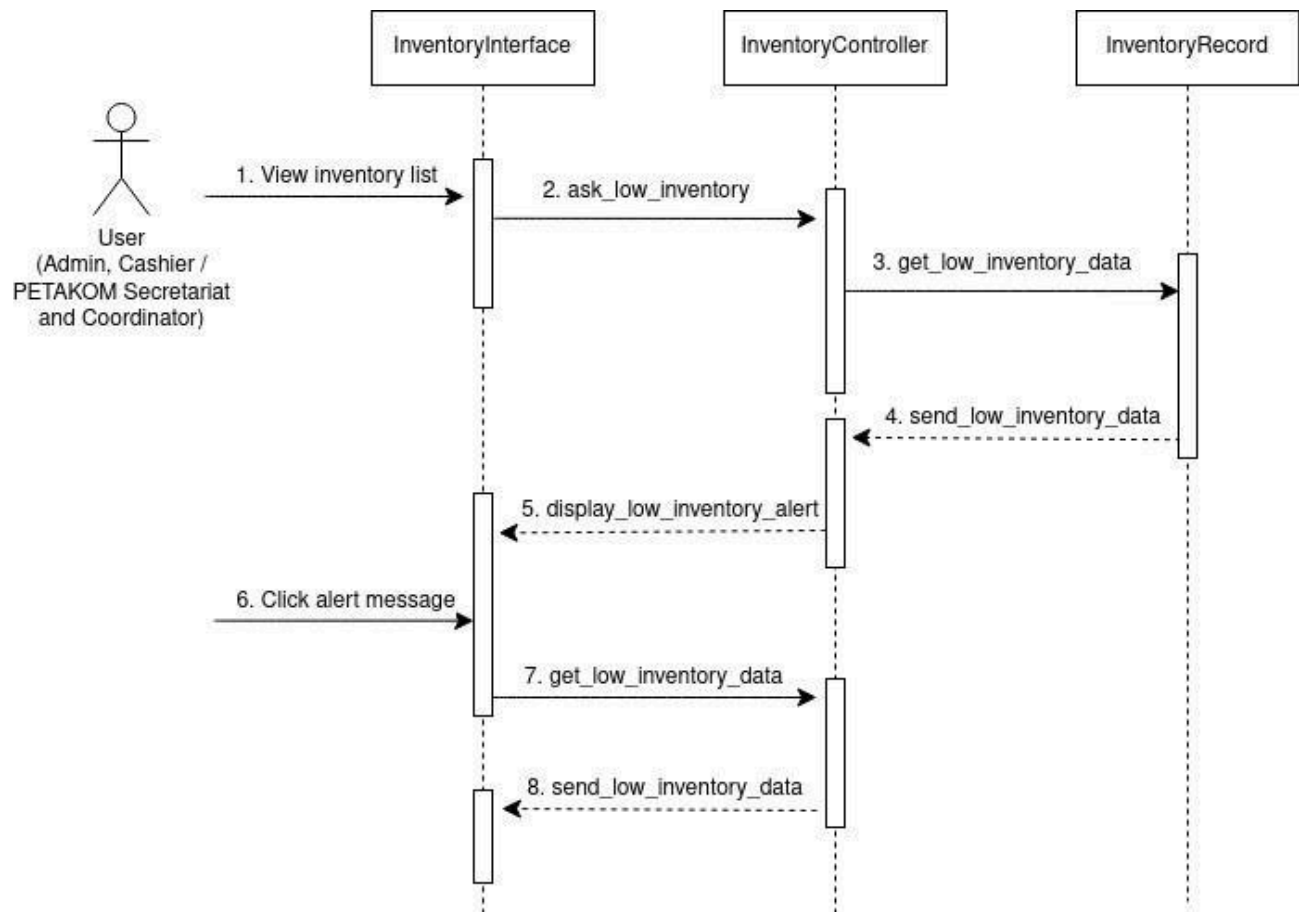 InventoryInterface
InventoryController
InventoryRecord
1. View inventory list
2. ask_low_inventory
User
(Admin, Cashier /
PETAKOM Secretariat
and Coordinator)
3. get_low_inventory_data
4. send_low_inventory_data
5. display_low_inventory_alert
6. Click alert message
7. get_low_inventory_data
8. send_low_inventory_data